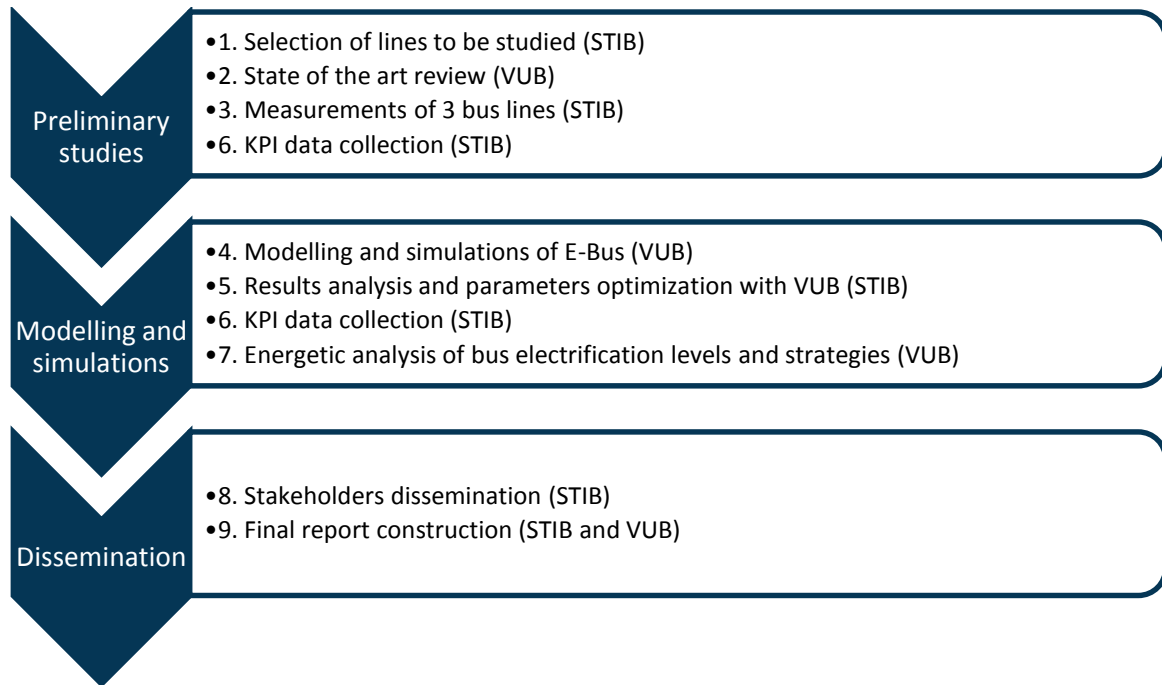 Preliminary
studies
•1. Selection of lines to be studied (STIB)
•2. State of the art review (VUB)
•3. Measurements of 3 bus lines (STIB)
•6. KPI data collection (STIB)
Modelling and
simulations
•4. Modelling and simulations of E-Bus (VUB)
•5. Results analysis and parameters optimization with VUB (STIB)
•6. KPI data collection (STIB)
•7. Energetic analysis of bus electrification levels and strategies (VUB)
Dissemination
•8. Stakeholders dissemination (STIB)
•9. Final report construction (STIB and VUB)